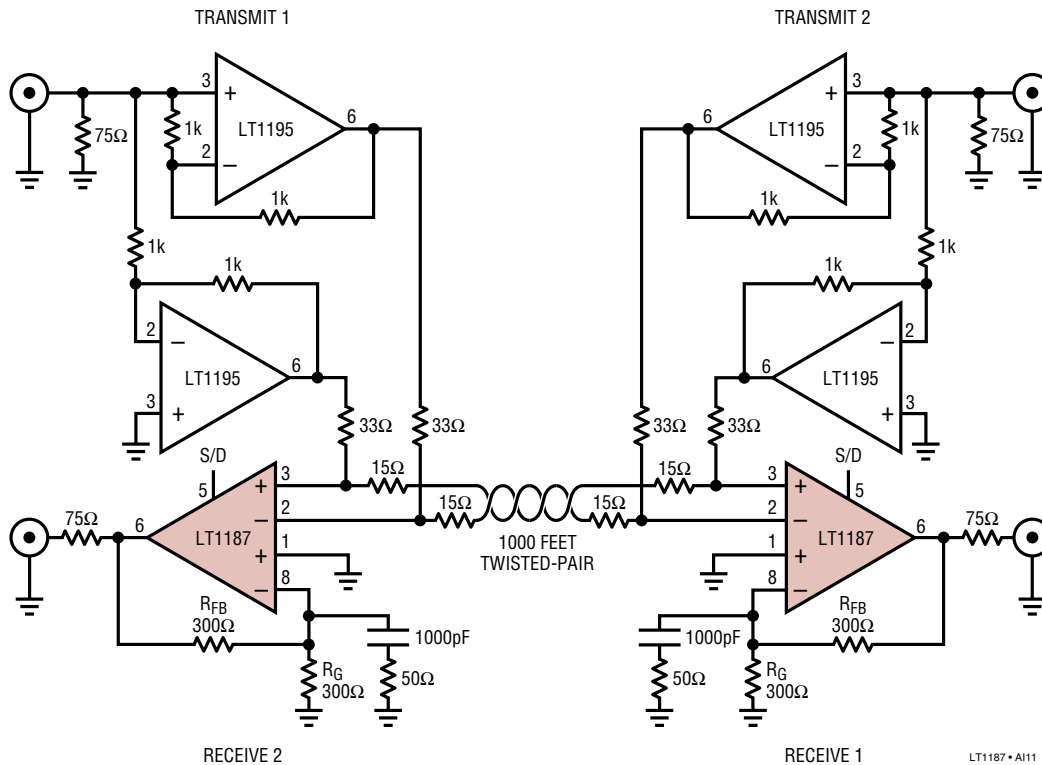 TRANSMIT 1
TRANSMIT 2
3
+
LT1195
6
2
−
75Ω
1k
1k
1k
1k
2
−
LT1195
6
3
+
33Ω
33Ω
6
3
+
LT1195
2
−
1k
75Ω
1k
1k
1k
2
−
LT1195
6
3
+
33Ω
33Ω
S/D
5
3
+
15Ω
2
−
15Ω
75Ω
6
LT1187
1
+
8
−
1000 FEET
TWISTED-PAIR
RFB
300Ω
1000pF
RG
300Ω
50Ω
S/D
5
15Ω
3
+
15Ω
2
−
75Ω
6
LT1187
1
+
8
−
1000pF
RFB
300Ω
50Ω
RG
300Ω
RECEIVE 2
RECEIVE 1
LT1187 • AI11